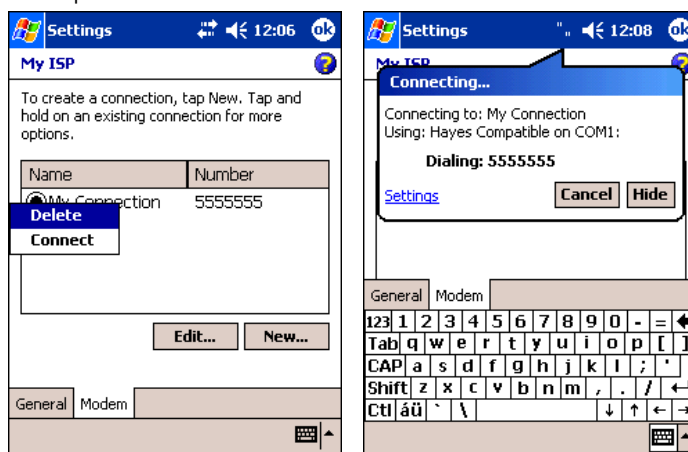 Settings 12:06 ok
My ISP
To create a connection, tap New. Tap and
hold on an existing connection for more
options.
Name Number
My Connection 5555555
Delete
Connect
Edit... New...
General Modem
Settings 12:08 ok
My ISP
Connecting...
Connecting to: My Connection
Using: Hayes Compatible on COM1:
Dialing: 5555555
Settings Cancel Hide
General Modem
123 1 2 3 4 5 6 7 8 9 0 - =
Tab q w e r t y u i o p [ ]
CAP a s d f g h j k l ; '
Shift z x c v b n m , . /
Ctl áü ` \